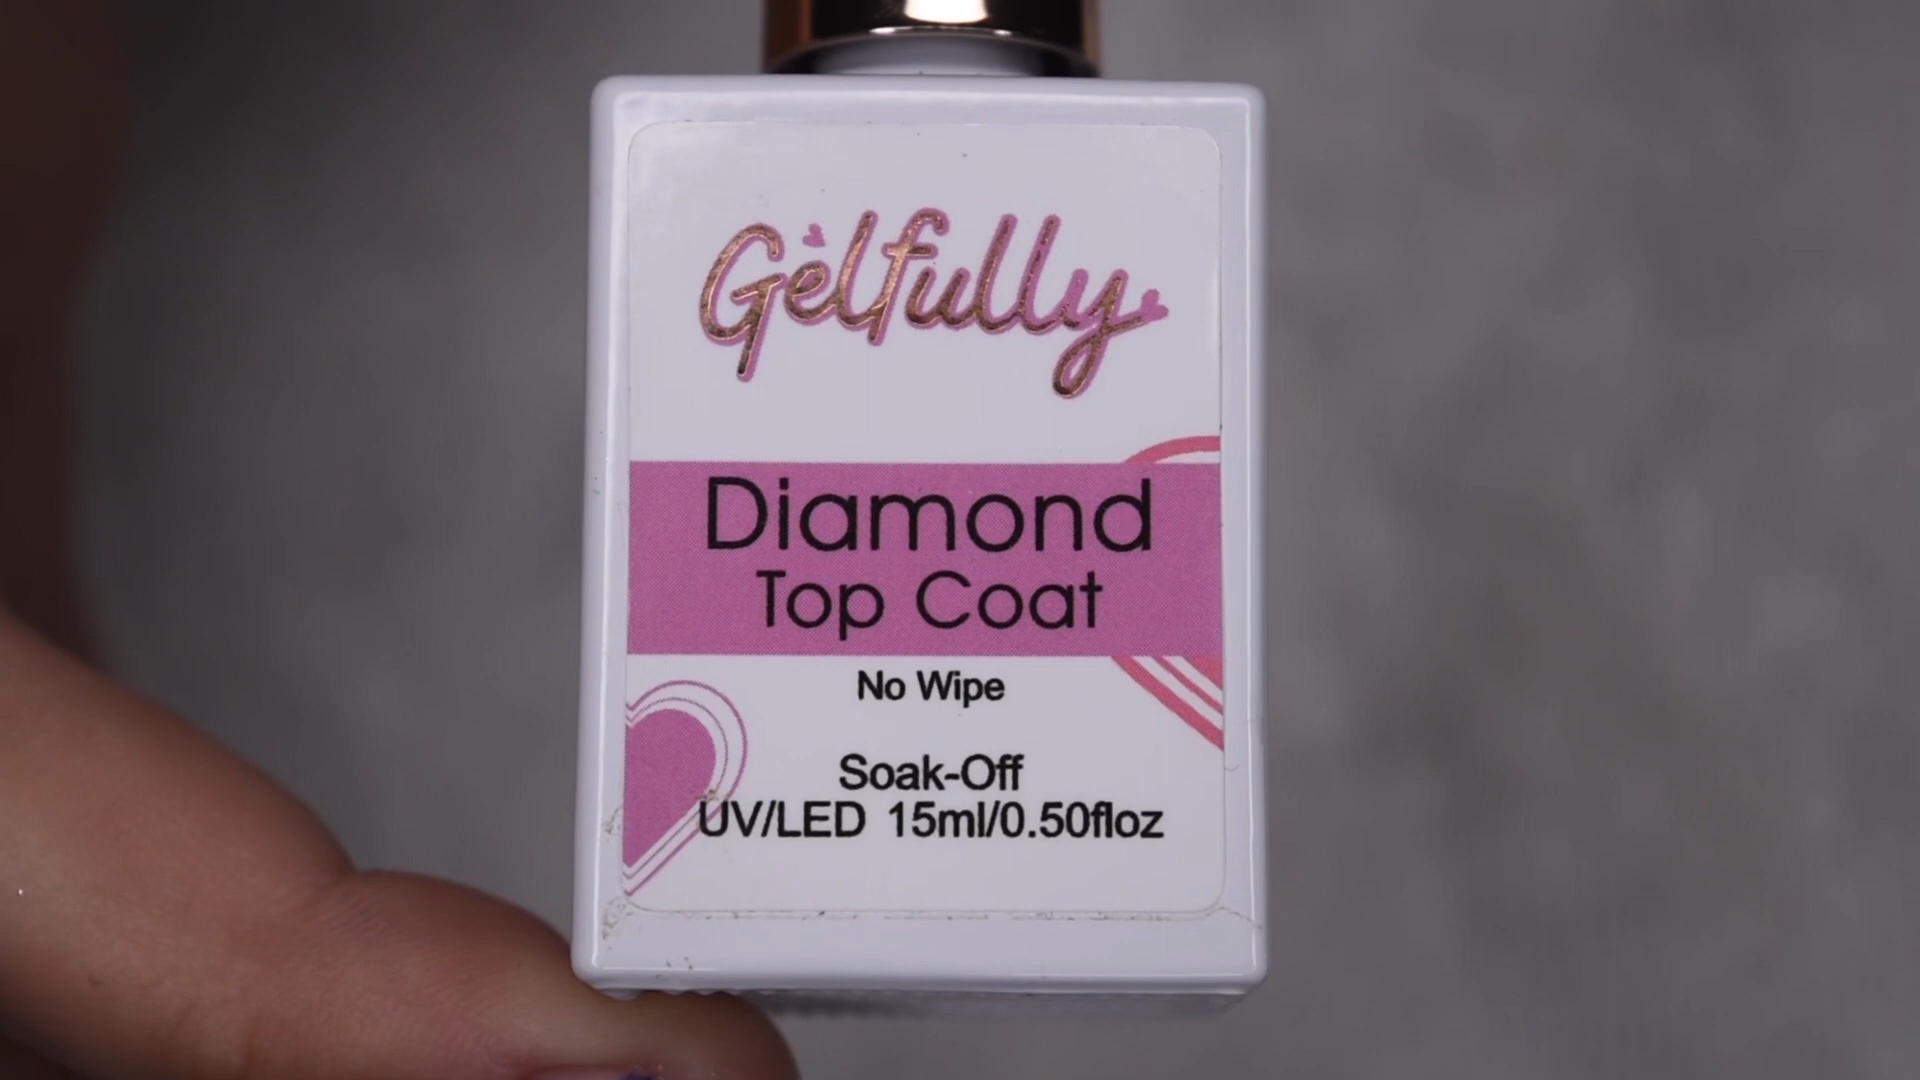 Gelfully
Diamond
Top Coat
No Wipe
Soak-Off
UV/LED 15ml/0.50floz